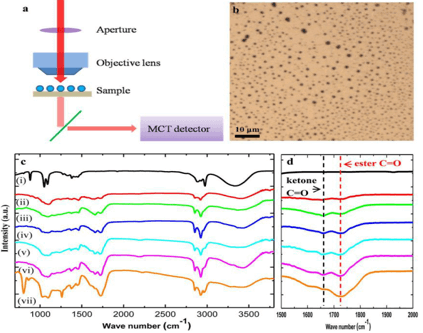 a
Aperture
Objective lens
Sample
MCT detector
b
10 µm
c
(i)
(ii)
(iii)
(iv)
(v)
(vi)
(vii)
Intensity (a.u.)
1000 1500 2000 2500 3000 3500
Wave number (cm⁻¹)
d
ester C=O
ketone
C=O
1500 1600 1700 1800 1900 2000
Wave number (cm⁻¹)